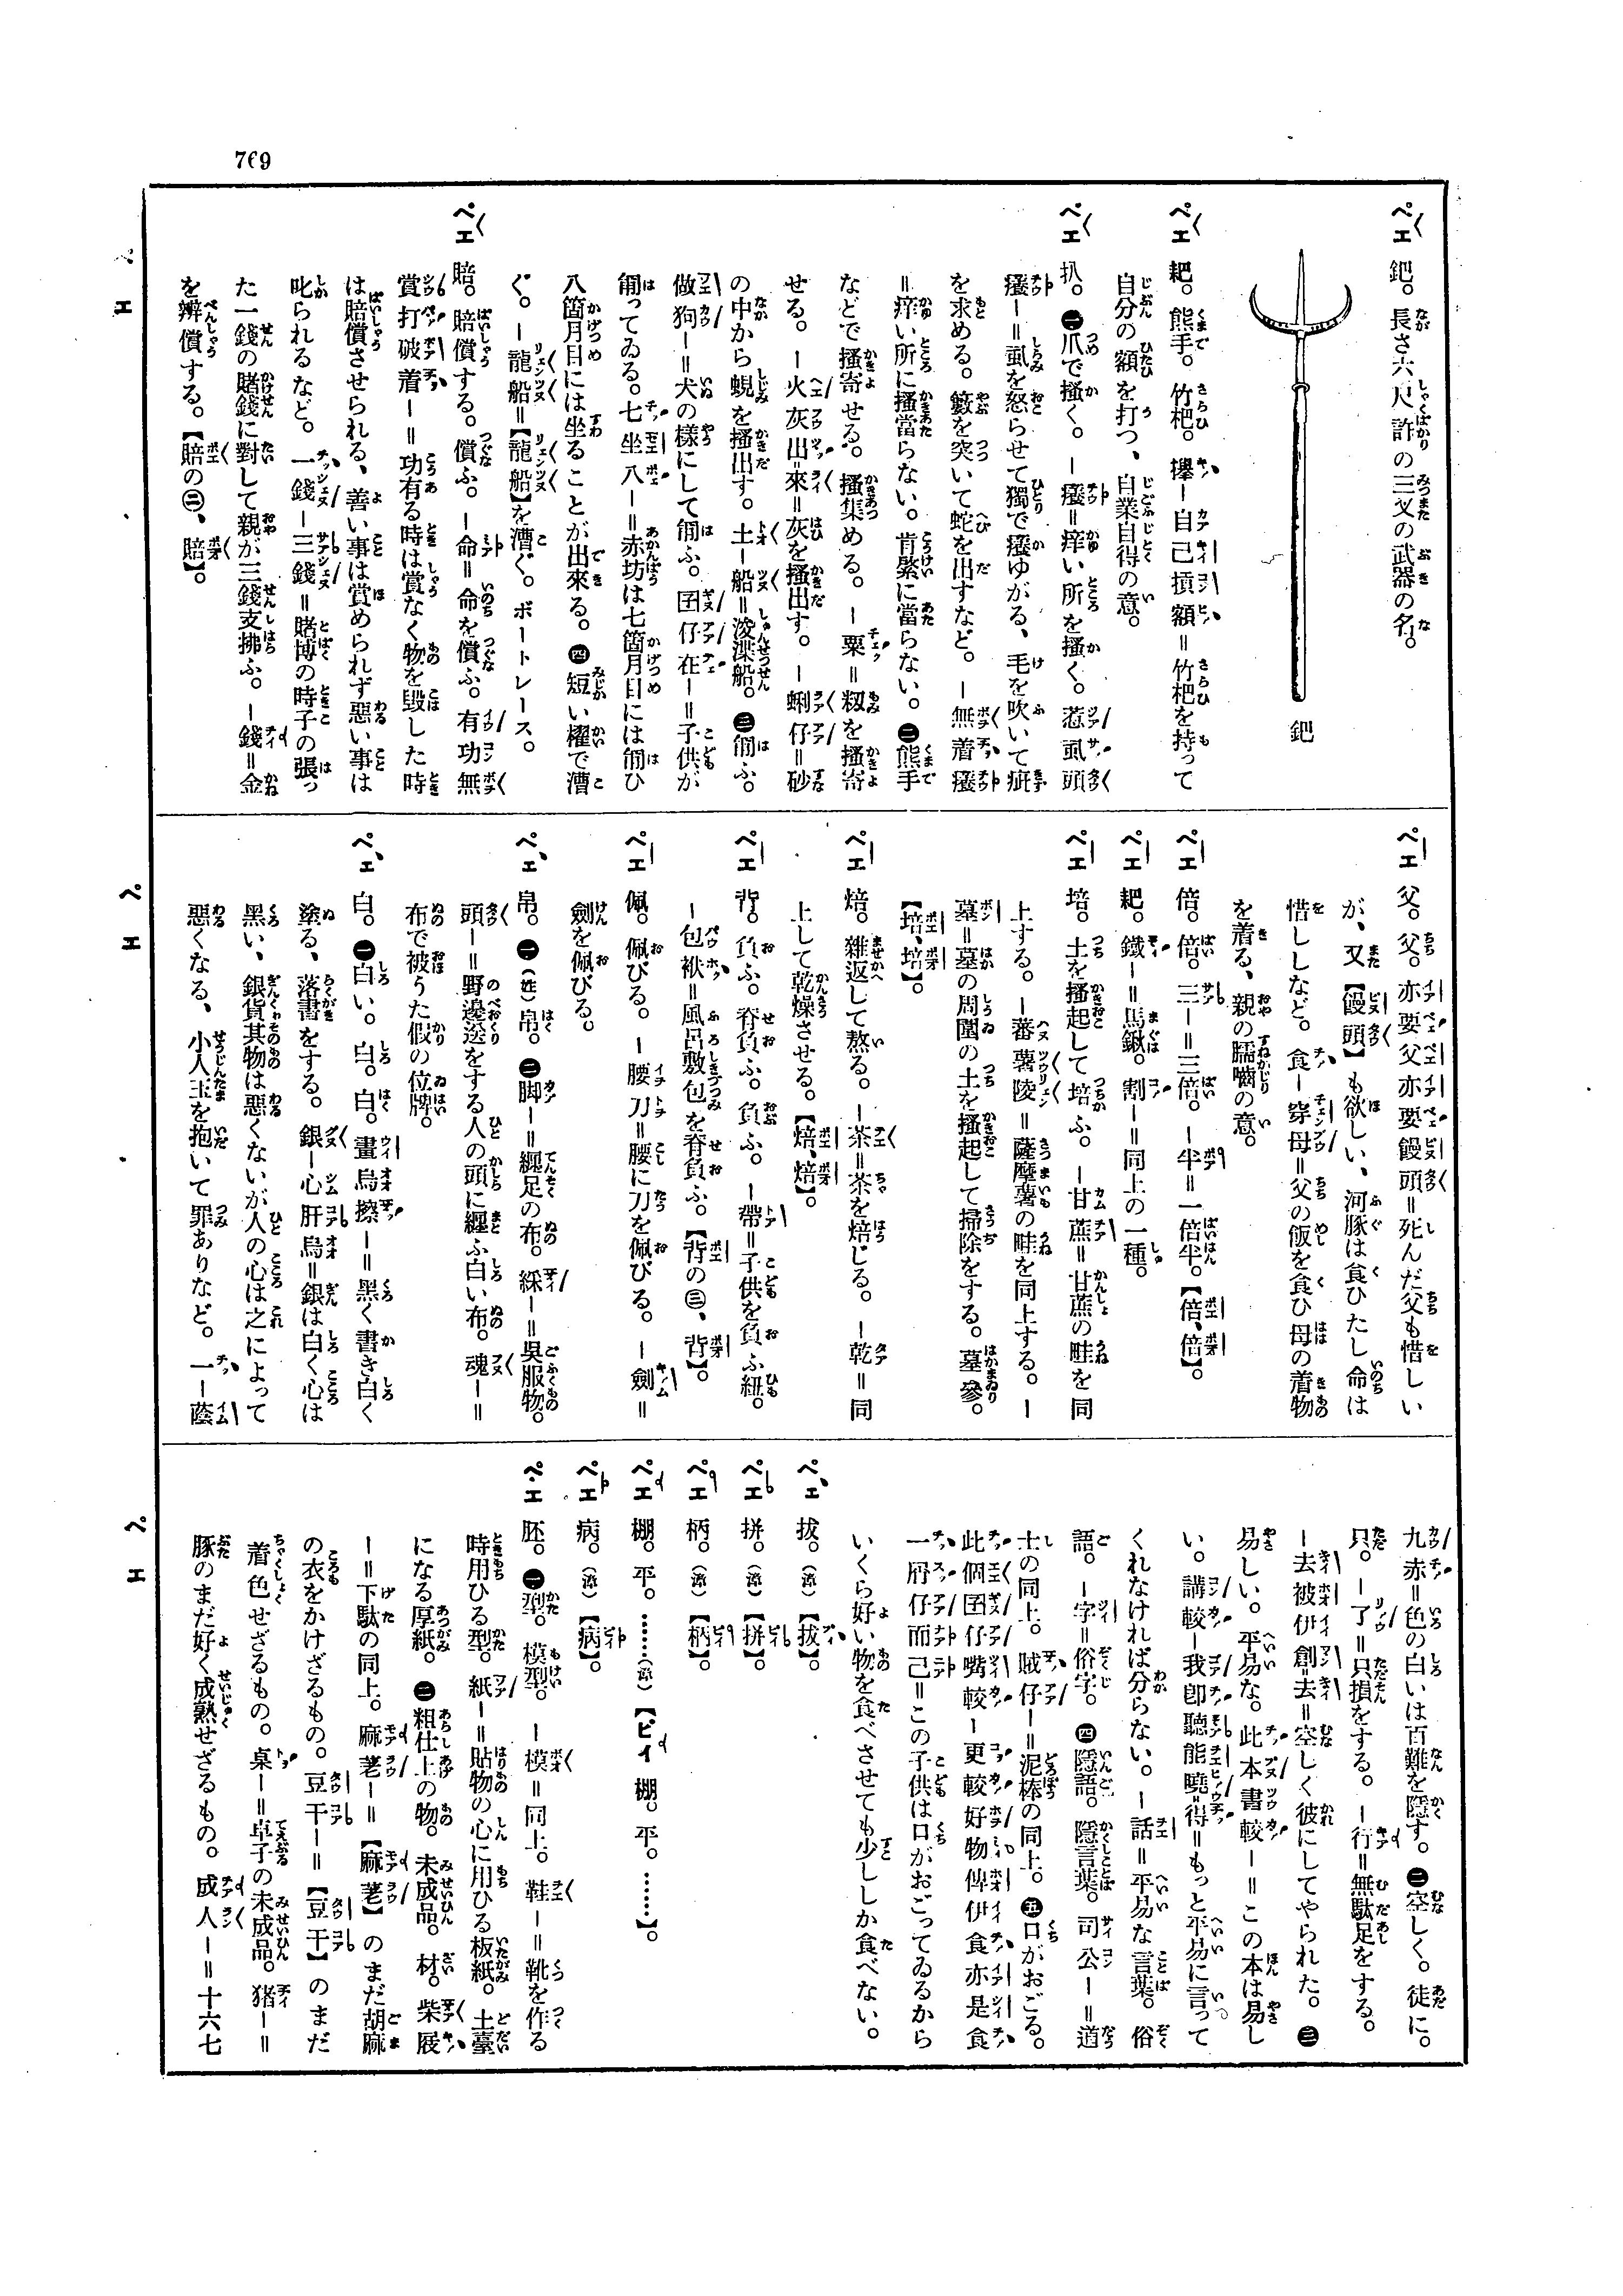 769
ペエ 鈀。長さ六尺許の三叉の武器の名。
鈀
ペエ 耙。熊手。竹杷。攑ー自己摃額=竹杷を持って
自分の額を打つ、自業自得の意。
ペエ 扒。㊀爪で搔く。ー癢=痒い所を搔く。惹虱頭
癢ー=虱を怒らせて獨で癢ゆがる、毛を吹いて疵
を求める。籔を突いて蛇を出すなど。ー無着癢
=痒い所に搔當らない。肯綮に當らない。㊁熊手
などで搔寄せる。搔集める。ー粟=籾を搔寄
せる。ー火灰出來=灰を搔出す。ー蜊仔=砂
の中から蜆を搔出す。土ー船=浚渫船。㊂匍ふ。
做狗ー=犬の樣にして匍ふ。囝仔在ー=子供が
匍ってゐる。七坐八ー=赤坊は七箇月目には匍ひ
八箇月目には坐ることが出來る。㊃短い櫂で漕
ぐ。ー龍船=【龍船】を漕ぐ。ボートレース。
ペエ 賠。賠償する。償ふ。ー命=命を償ふ。有功無
賞打破着ー=功有る時は賞なく物を毀した時
は賠償させられる、善い事は賞められず惡い事は
叱られるなど。一錢ー三錢=賭博の時子の張っ
た一錢の賭錢に對して親が三錢支拂ふ。ー錢=金
を辨償する。【賠の㊁、賠】。
ペエ 父。父。亦要父亦要饅頭=死んだ父も惜しい
が、又【饅頭】も欲しい、河豚は食ひたし命は
惜ししなど。食ー穿母=父の飯を食ひ母の着物
を着る、親の臑嚙の意。
ペエ 倍。倍。三ー=三倍。ー半=一倍半。【倍、倍】。
ペエ 耙。鐵ー=馬鍬。割ー=同上の一種。
ペエ 培。土を搔起して培ふ。ー甘蔗=甘蔗の畦を同
上する。ー蕃薯陵=薩摩薯の畦を同上する。ー
墓=墓の周圍の土を搔起して掃除をする。墓參。
【培、培】。
ペエ 焙。雜返して熬る。ー茶=茶を焙じる。ー乾=同
上して乾燥させる。【焙、焙】。
ペエ 背。負ふ。脊負ふ。負ふ。ー帶=子供を負ふ紐。
ー包袱=風呂敷包を脊負ふ。【背の㊂、背】。
ペエ 佩。佩びる。ー腰刀=腰に刀を佩びる。ー劍=
劍を佩びる。
ペエ 帛。㊀(姓)帛。㊁脚ー=纏足の布。綵ー=吳服物。
頭ー=野邊送をする人の頭に纏ふ白い布。魂ー=
布で被うた假の位牌。
ペエ 白。㊀白い。白。白。畫烏擦ー=黑く書き白く
塗る、落書をする。銀ー心肝烏=銀は白く心は
黑い、銀貨其物は惡くないが人の心は之によって
惡くなる、小人玉を抱いて罪ありなど。一ー蔭
九赤=色の白いは百難を隱す。㊁空しく。徒に。
只。ー了=只損をする。ー行=無駄足をする。
ー去被伊創去=空しく彼にしてやられた。㊂
易しい。平易な。此本書較ー=この本は易し
い。講較ー我卽聽能曉得=もっと平易に言って
くれなければ分らない。ー話=平易な言葉。俗
語。ー字=俗字。㊃隱語。隱言葉。司公ー=道
士の同上。賊仔ー=泥棒の同上。㊄口がおごる。
此個囝仔嘴較ー更較好物俾伊食亦是食
一屑仔而己=この子供は口がおごってゐるから
いくら好い物を食べさせても少ししか食べない。
ペエ 拔。(漳)【拔】。
ペエ 拼。(漳)【拼】。
ペエ 柄。(漳)【柄】。
ペエ 棚。平。……(漳)【ピイ 棚。平。……】。
ペエ 病。(漳)【病】。
ペエ 胚。㊀型。模型。ー模=同上。鞋ー=靴を作る
時用ひる型。紙ー=貼物の心に用ひる板紙。土臺
になる厚紙。㊁粗仕上の物。未成品。材。柴屐
ー=下駄の同上。麻荖ー=【麻荖】のまだ胡麻
の衣をかけざるもの。豆干ー=【豆干】のまだ
着色せざるもの。桌ー=卓子の未成品。猪ー=
豚のまだ好く成熟せざるもの。成人ー=十六七
ペエ
ペエ
ペエ